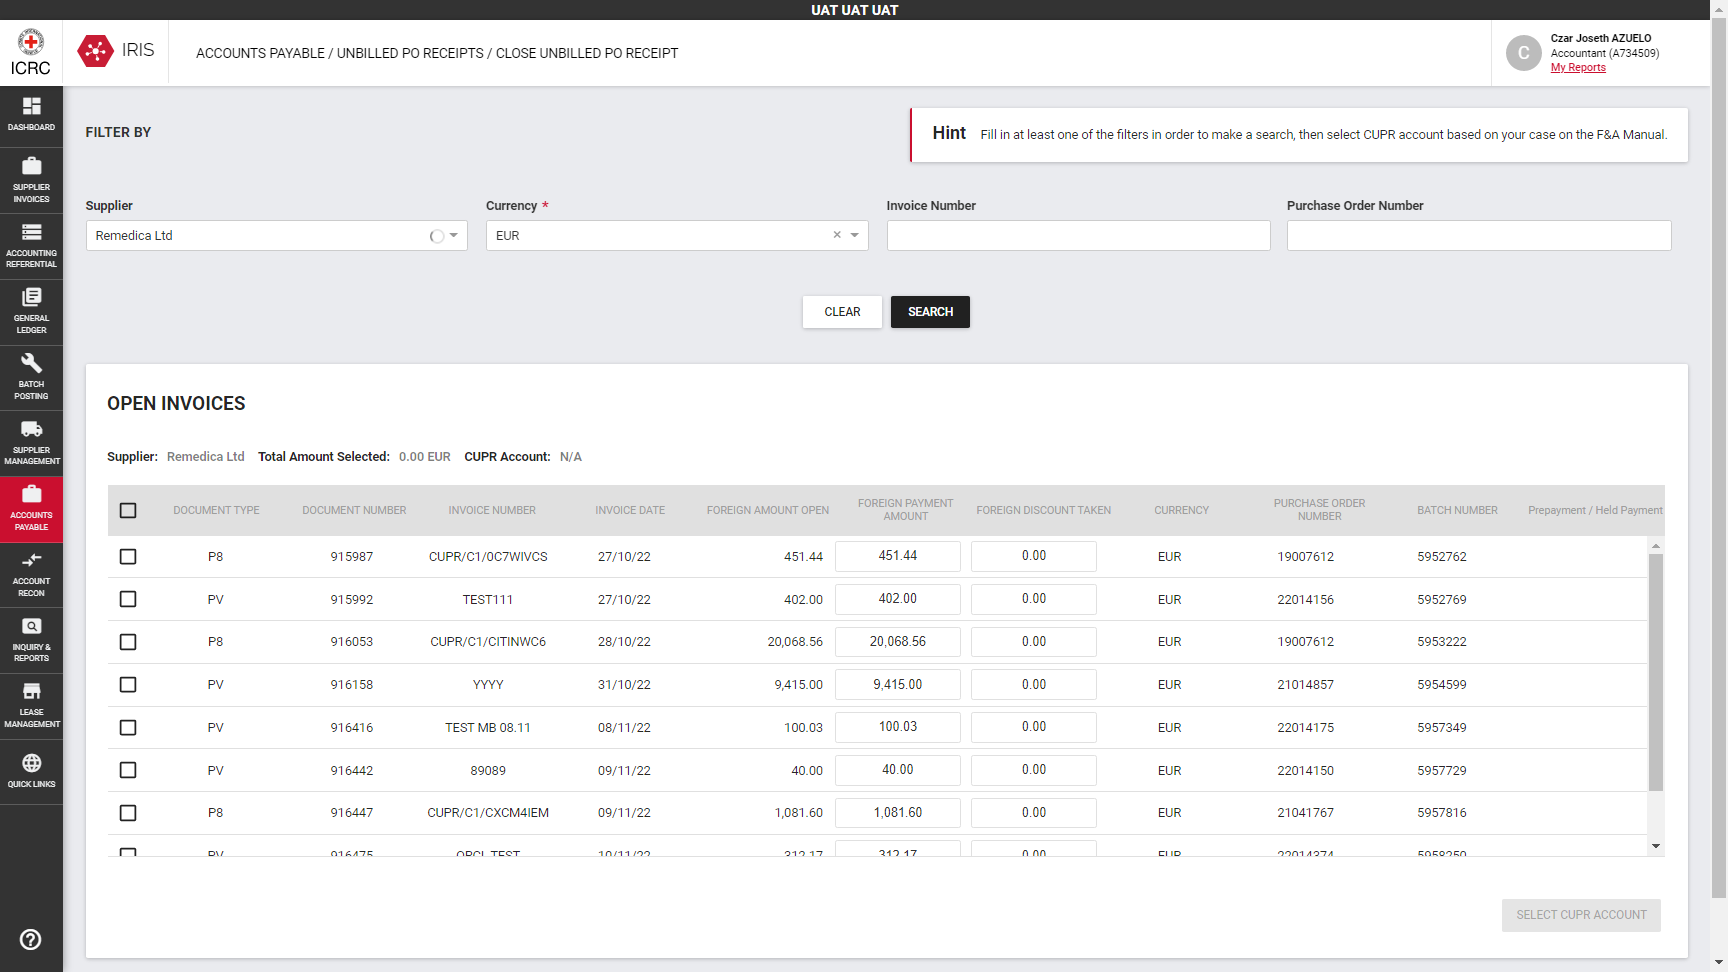 UAT UAT UAT
ICRC
IRIS
ACCOUNTS PAYABLE / UNBILLED PO RECEIPTS / CLOSE UNBILLED PO RECEIPT
C
Czar Joseth AZUELO
Accountant (A734509)
My Reports
DASHBOARD
SUPPLIER
INVOICES
ACCOUNTING
REFERENTIAL
GENERAL
LEDGER
BATCH
POSTING
SUPPLIER
MANAGEMENT
ACCOUNTS
PAYABLE
ACCOUNT
RECON
INQUIRY &
REPORTS
LEASE
MANAGEMENT
QUICK LINKS
FILTER BY
Hint Fill in at least one of the filters in order to make a search, then select CUPR account based on your case on the F&A Manual.
Supplier Currency * Invoice Number Purchase Order Number
Remedica Ltd EUR
CLEAR SEARCH
OPEN INVOICES
Supplier: Remedica Ltd Total Amount Selected: 0.00 EUR CUPR Account: N/A
DOCUMENT TYPE DOCUMENT NUMBER INVOICE NUMBER INVOICE DATE FOREIGN AMOUNT OPEN FOREIGN PAYMENT AMOUNT FOREIGN DISCOUNT TAKEN CURRENCY PURCHASE ORDER NUMBER BATCH NUMBER Prepayment / Held Payment
P8 915987 CUPR/C1/0C7WIVCS 27/10/22 451.44 451.44 0.00 EUR 19007612 5952762
PV 915992 TEST111 27/10/22 402.00 402.00 0.00 EUR 22014156 5952769
P8 916053 CUPR/C1/CITINWC6 28/10/22 20,068.56 20,068.56 0.00 EUR 19007612 5953222
PV 916158 YYYY 31/10/22 9,415.00 9,415.00 0.00 EUR 21014857 5954599
PV 916416 TEST MB 08.11 08/11/22 100.03 100.03 0.00 EUR 22014175 5957349
PV 916442 89089 09/11/22 40.00 40.00 0.00 EUR 22014150 5957729
P8 916447 CUPR/C1/CXCM4IEM 09/11/22 1,081.60 1,081.60 0.00 EUR 21041767 5957816
PV 916475 TEST 10/11/22 312.17 312.17 0.00 EUR 22014374 5958250
SELECT CUPR ACCOUNT